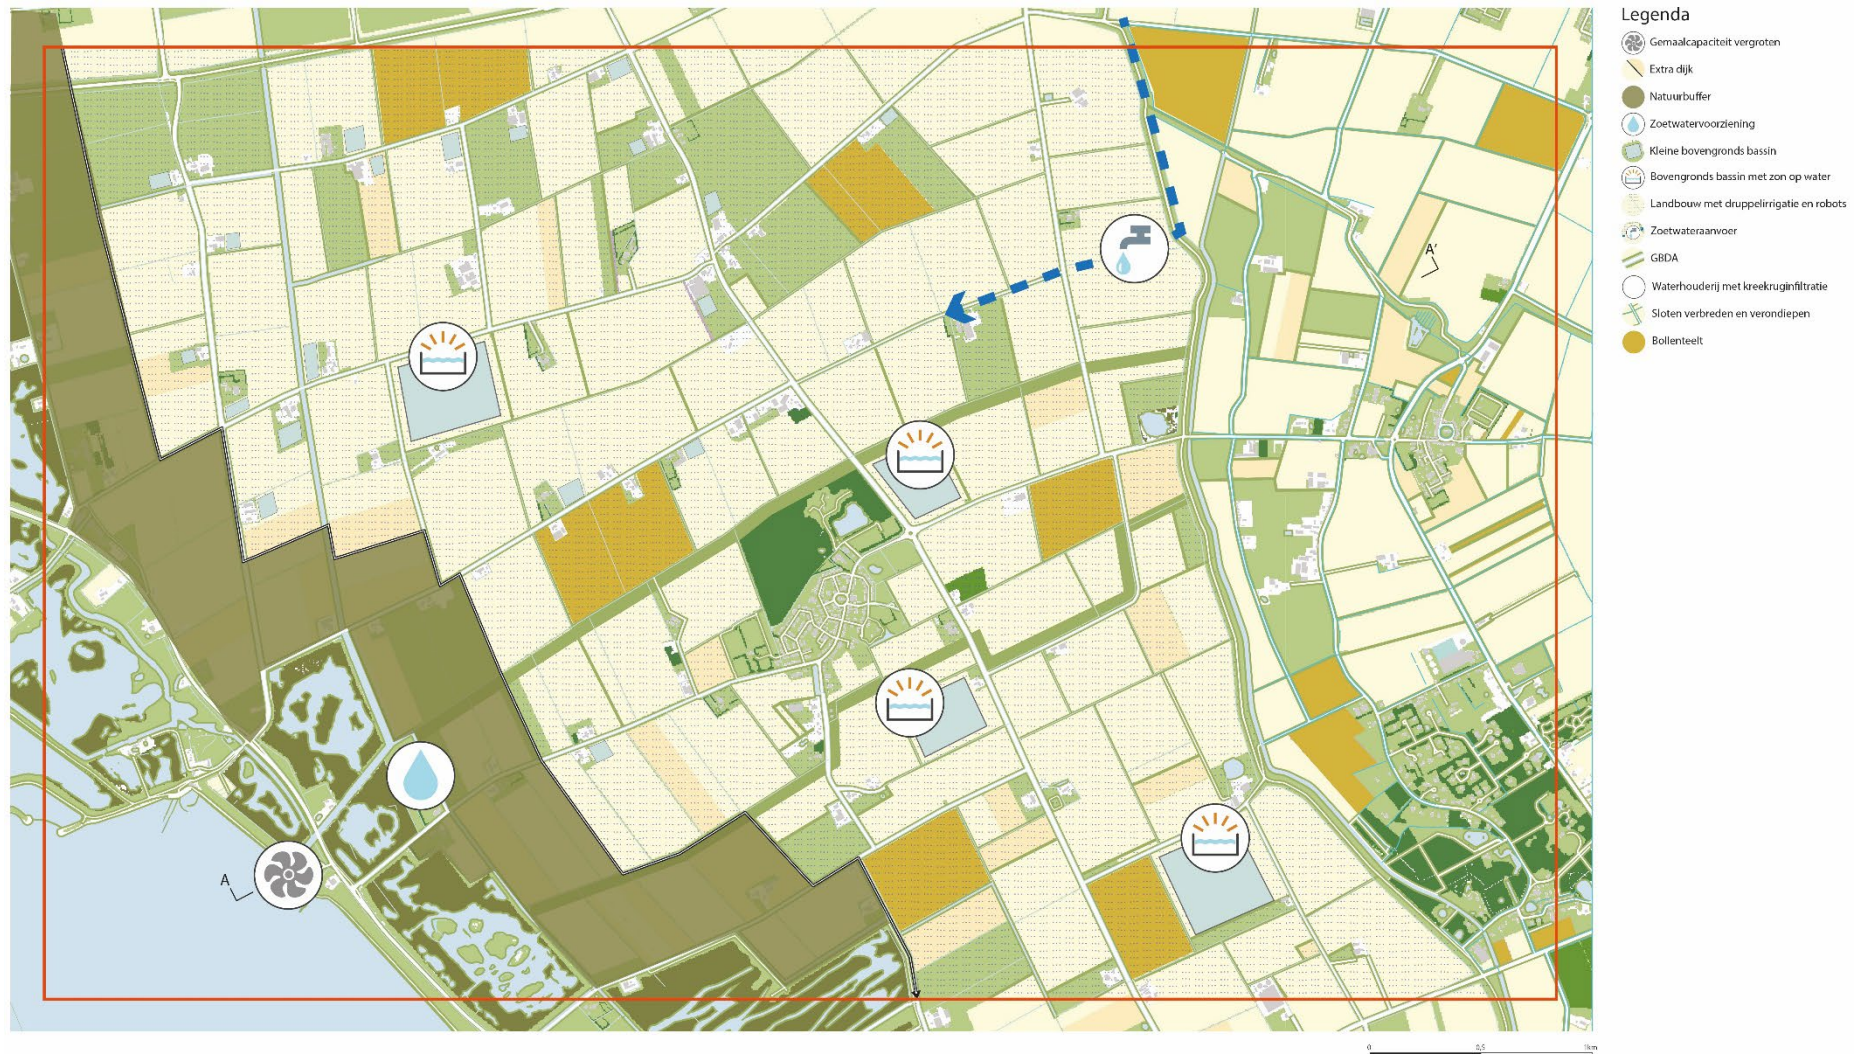 Legenda
Gemaalcapaciteit vergroten
Extra dijk
Natuurbuffer
Zoetwatervoorziening
Kleine bovengronds bassin
Bovengronds bassin met zon op water
Landbouw met druppelirrigatie en robots
Zoetwateraanvoer
GBDA
Waterhouderij met kreekruginfiltratie
Sloten verbreden en verondiepen
Bollenteelt
A'
A
0 0,5 1km